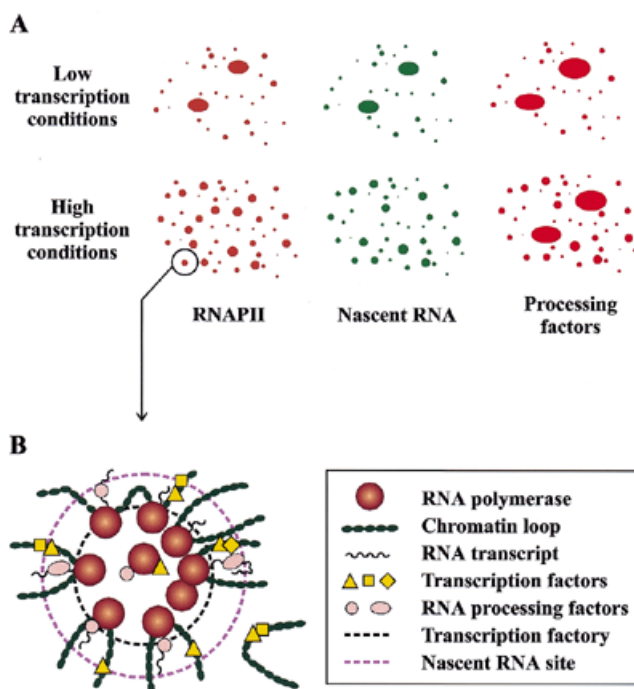 A
Low
transcription
conditions
High
transcription
conditions
RNAPII
Nascent RNA
Processing
factors
B
RNA polymerase
Chromatin loop
RNA transcript
Transcription factors
RNA processing factors
Transcription factory
Nascent RNA site